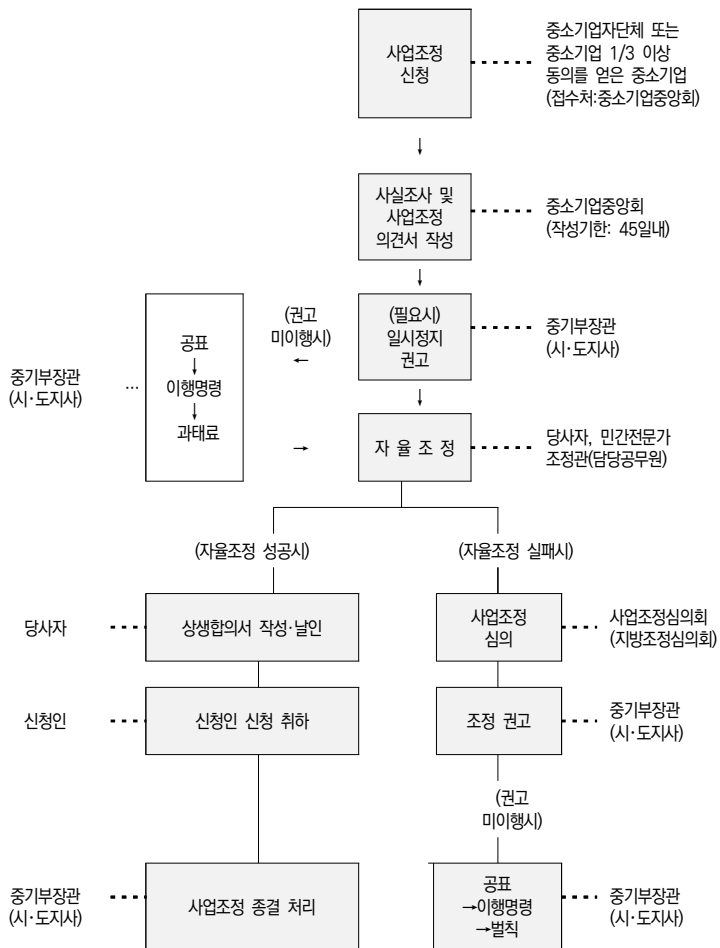 사업조정
신청
중소기업자단체 또는
중소기업 1/3 이상
동의를 얻은 중소기업
(접수처:중소기업중앙회)
↓
사실조사 및
사업조정
의견서 작성
중소기업중앙회
(작성기한: 45일내)
↓
중기부장관
(시·도지사)
...
공표
↓
이행명령
↓
과태료
(권고
미이행시)
←
(필요시)
일시정지
권고
중기부장관
(시·도지사)
↓
→
자 율 조 정
당사자, 민간전문가
조정관(담당공무원)
(자율조정 성공시)
(자율조정 실패시)
당사자
상생합의서 작성·날인
사업조정
심의
사업조정심의회
(지방조정심의회)
신청인
신청인 신청 취하
조정 권고
중기부장관
(시·도지사)
(권고
미이행시)
중기부장관
(시·도지사)
사업조정 종결 처리
공표
→이행명령
→벌칙
중기부장관
(시·도지사)